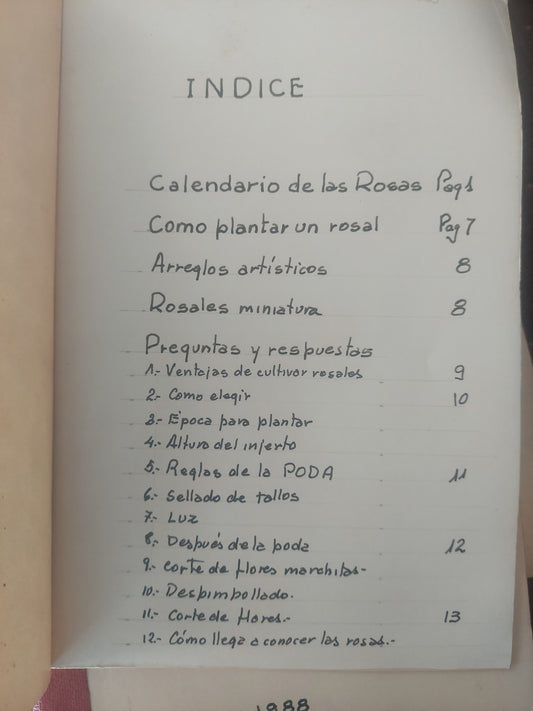 INDICE
Calendario de las Rosas Pag 1
Como plantar un rosal Pag 7
Arreglos artísticos 8
Rosales miniatura 8
Preguntas y respuestas
1.- Ventajas de cultivar rosales 9
2.- Como elegir 10
3.- Epoca para plantar
4.- Altura del injerto
5.- Reglas de la PODA 11
6.- Sellado de tallos
7.- Luz
8.- Después de la poda 12
9.- Corte de flores marchitas-
10.- Desbimbollado.
11.- Corte de flores.- 13
12.- Cómo llega a conocer las rosas.-
1988